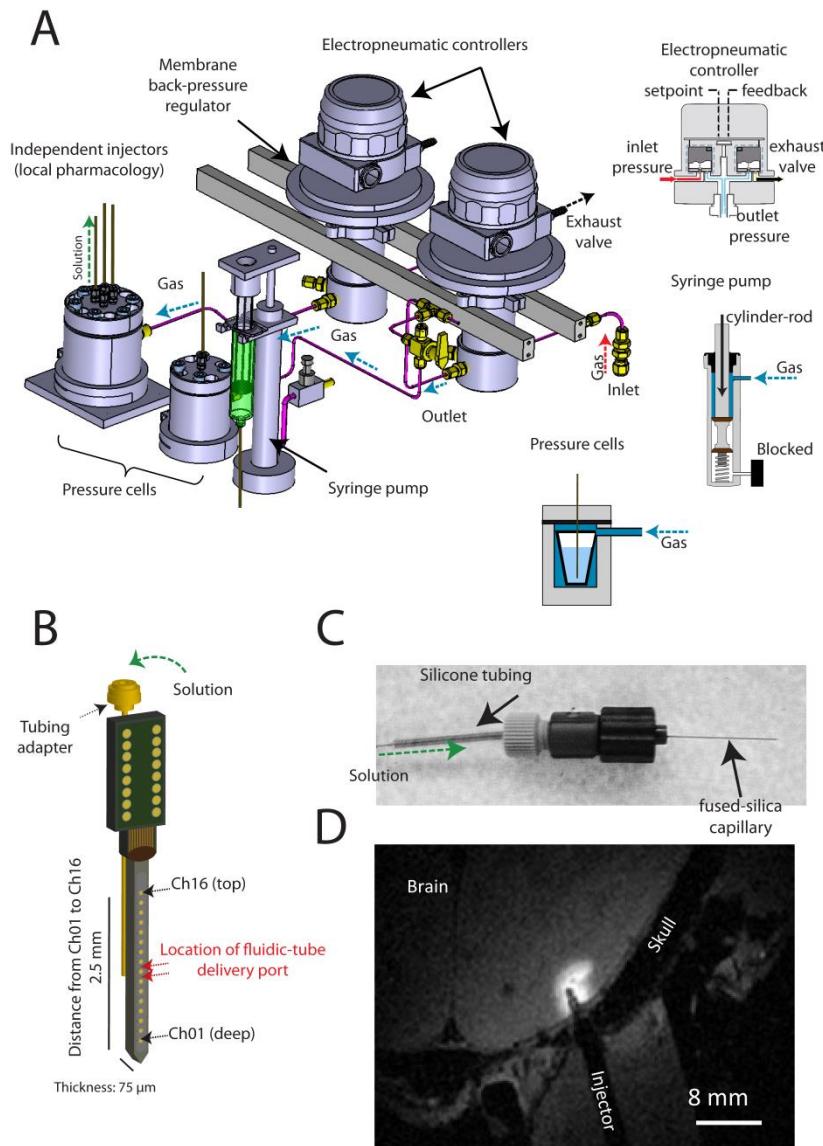 A
Electropneumatic controllers
Membrane
back-pressure
regulator
Independent injectors
(local pharmacology)
Solution
Gas
Gas
Exhaust
valve
Gas
Inlet
Outlet
Syringe pump
Pressure cells
Electropneumatic
controller
setpoint
feedback
inlet
pressure
exhaust
valve
outlet
pressure
Syringe pump
cylinder-rod
Gas
Blocked
Pressure cells
Gas
B
Solution
Tubing
adapter
Ch16 (top)
Distance from Ch01 to Ch16
2.5 mm
Location of fluidic-tube
delivery port
Ch01 (deep)
Thickness: 75 μm
C
Silicone tubing
Solution
fused-silica
capillary
D
Brain
Skull
Injector
8 mm